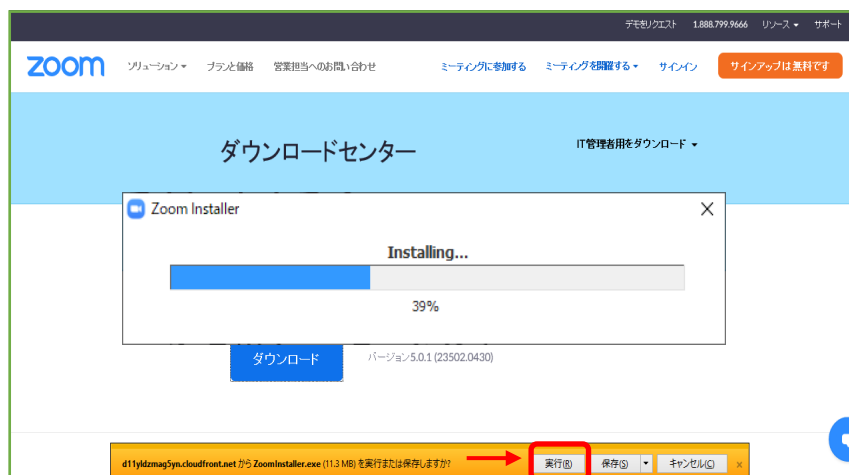 デモをリクエスト 1.888.799.9666 リソース サポート
zoom ソリューション プランと価格 営業担当へのお問い合わせ ミーティングに参加する ミーティングを開催する サインイン サインアップは無料です
ダウンロードセンター IT管理者用をダウンロード
Zoom Installer
Installing...
39%
ダウンロード バージョン5.0.1 (23502.0430)
d11yldzmag5yn.cloudfront.net から ZoomInstaller.exe (11.3 MB) を実行または保存しますか? 実行(R) 保存(S) キャンセル(C) ×